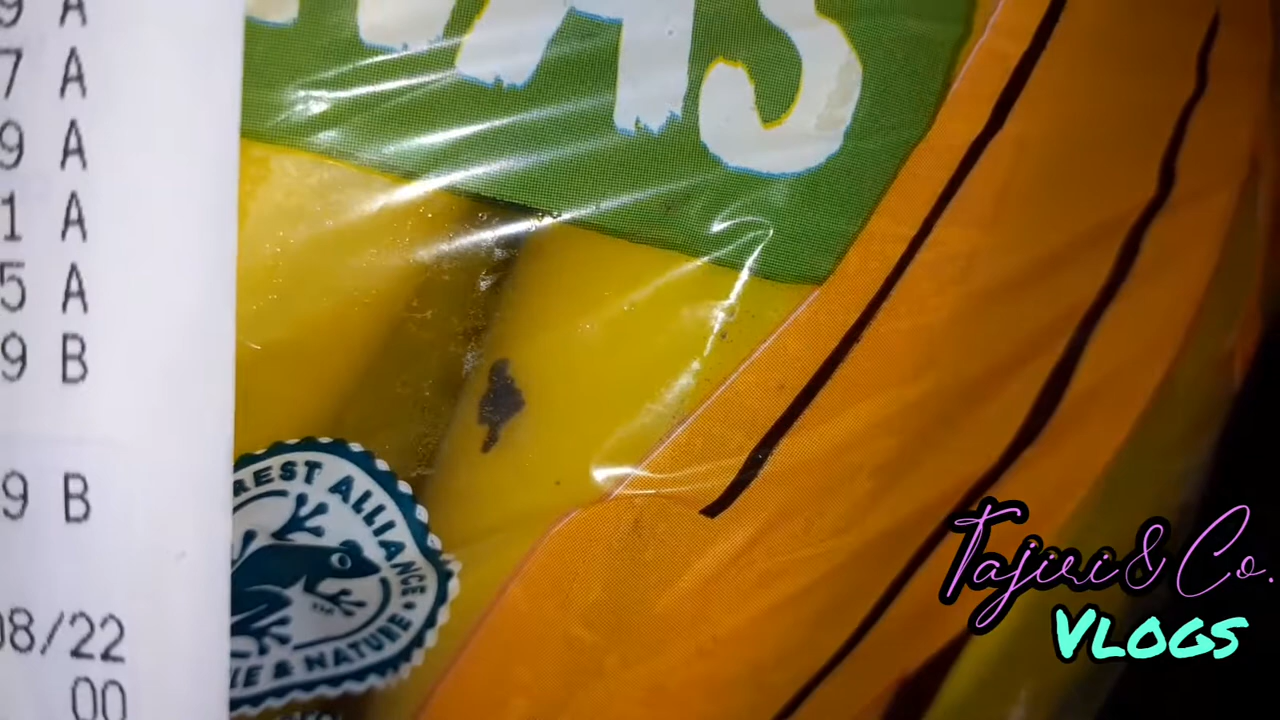 9 A
7 A
9 A
1 A
5 A
9 B
9 B
08/22
00
REST ALLIANCE
& NATURE
Tajiri & Co.
VLOGS